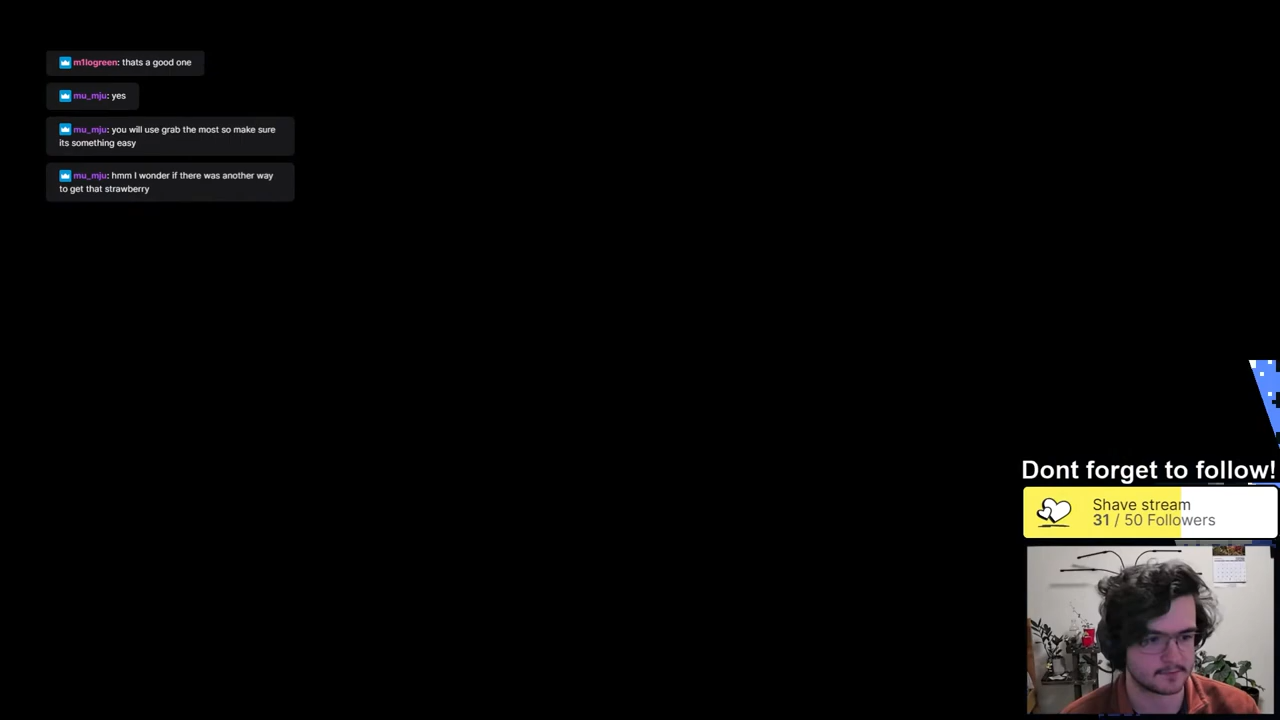 m1logreen: thats a good one
mu_mju: yes
mu_mju: you will use grab the most so make sure
its something easy
mu_mju: hmm I wonder if there was another way
to get that strawberry
Dont forget to follow!
Shave stream
31 / 50 Followers